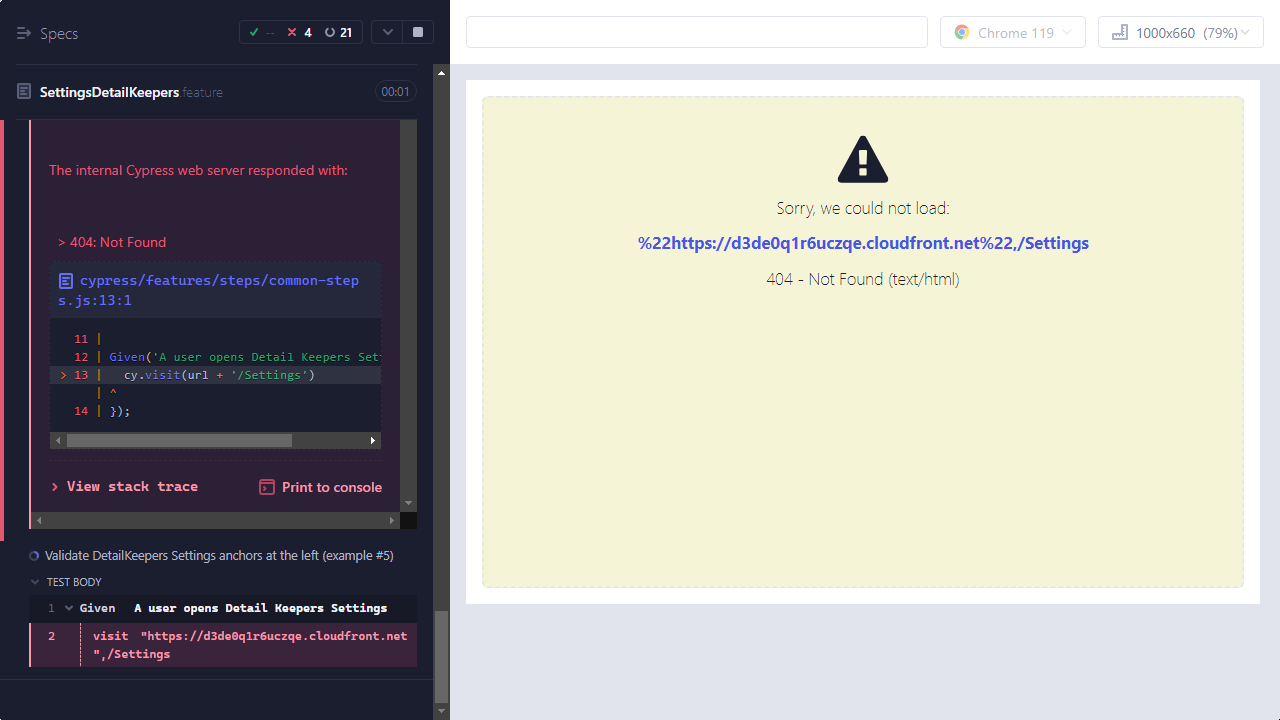 Specs
-- 4 21
SettingsDetailKeepers feature
00:01
The internal Cypress web server responded with:
> 404: Not Found
cypress/features/steps/common-step
s.js:13:1
11 |
12 | Given('A user opens Detail Keepers Set
> 13 | cy.visit(url + '/Settings')
| ^
14 | });
View stack trace
Print to console
Validate DetailKeepers Settings anchors at the left (example #5)
TEST BODY
1 Given A user opens Detail Keepers Settings
2 visit "https://d3de0q1r6uczqe.cloudfront.net
",/Settings
Chrome 119
1000x660 (79%)
Sorry, we could not load:
%22https://d3de0q1r6uczqe.cloudfront.net%22,/Settings
404 - Not Found (text/html)